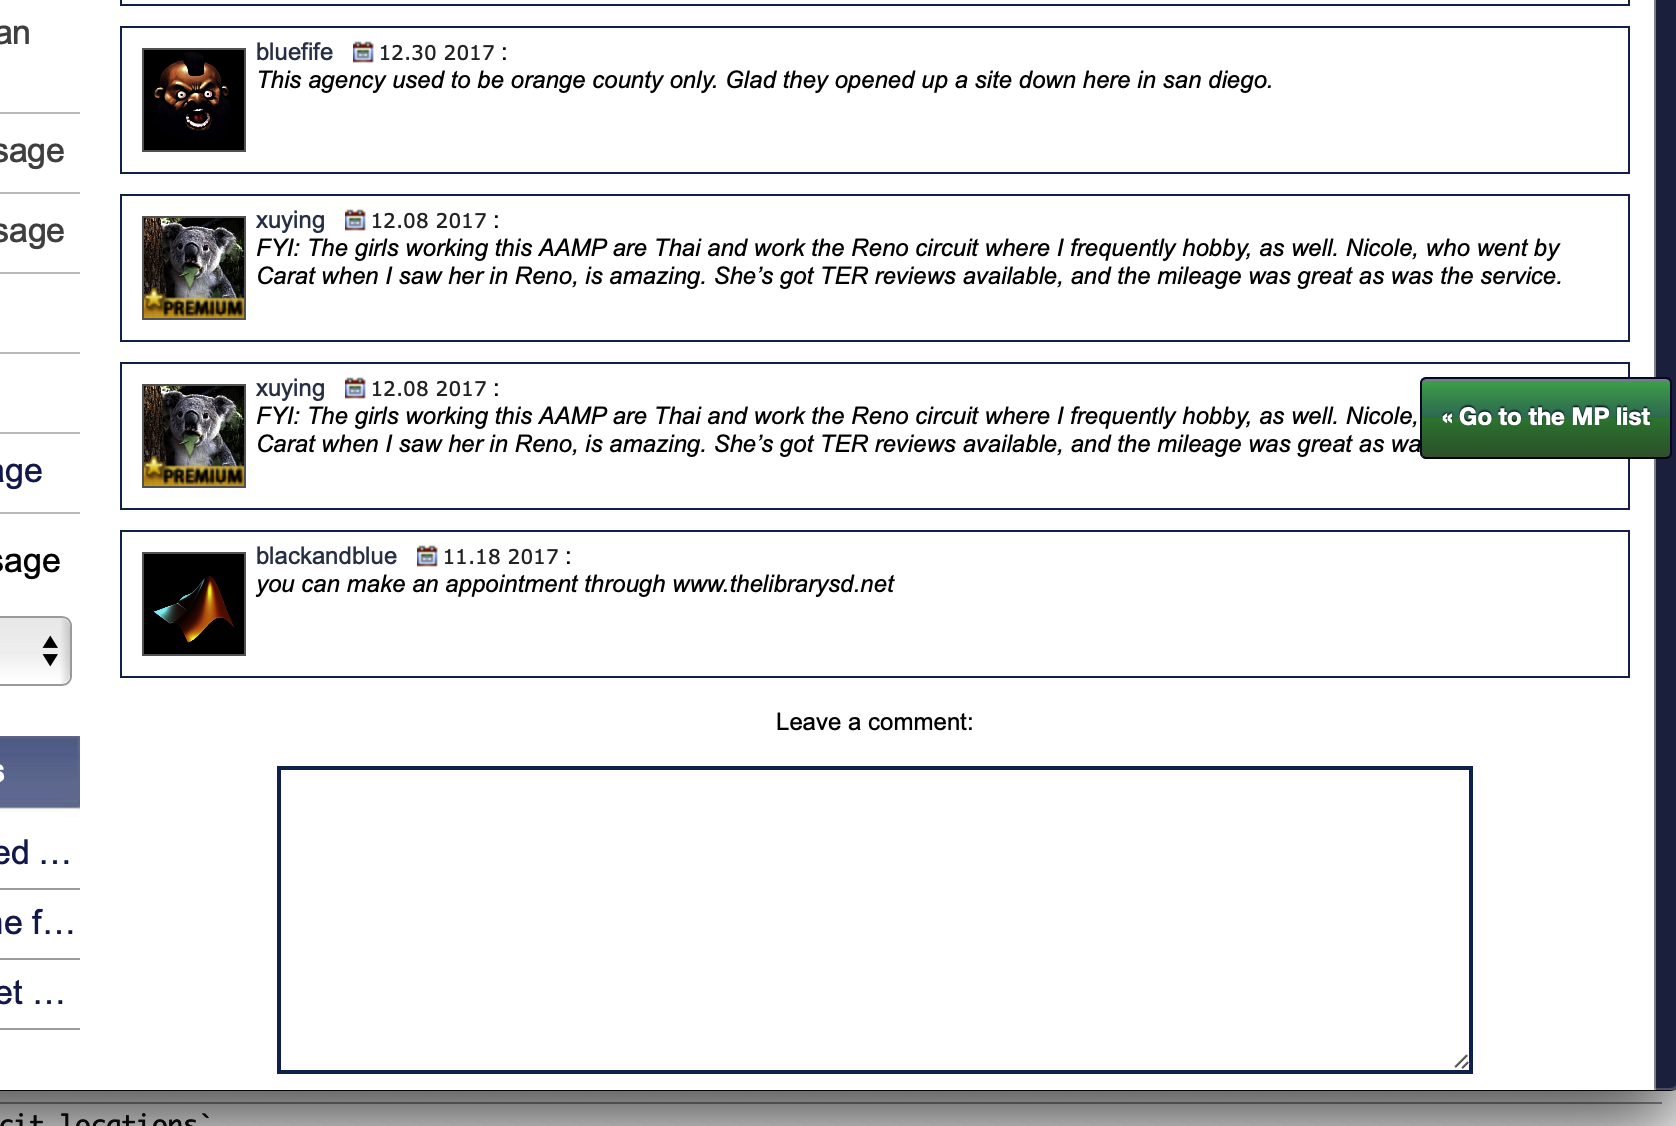 an
sage
sage
age
sage
s
ed ...
ne f...
et ...
bluefife 12.30 2017 :
This agency used to be orange county only. Glad they opened up a site down here in san diego.
xuying 12.08 2017 :
FYI: The girls working this AAMP are Thai and work the Reno circuit where I frequently hobby, as well. Nicole, who went by
Carat when I saw her in Reno, is amazing. She’s got TER reviews available, and the mileage was great as was the service.
PREMIUM
xuying 12.08 2017 :
FYI: The girls working this AAMP are Thai and work the Reno circuit where I frequently hobby, as well. Nicole,
Carat when I saw her in Reno, is amazing. She’s got TER reviews available, and the mileage was great as wa
PREMIUM
« Go to the MP list
blackandblue 11.18 2017 :
you can make an appointment through www.thelibrarysd.net
Leave a comment:
cit locations`